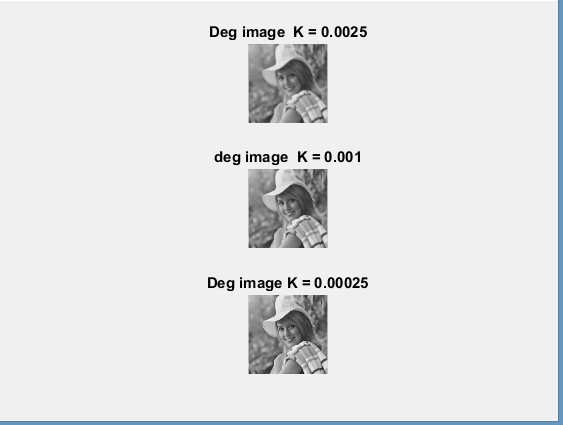 Deg image  K = 0.0025
deg image  K = 0.001
Deg image K = 0.00025